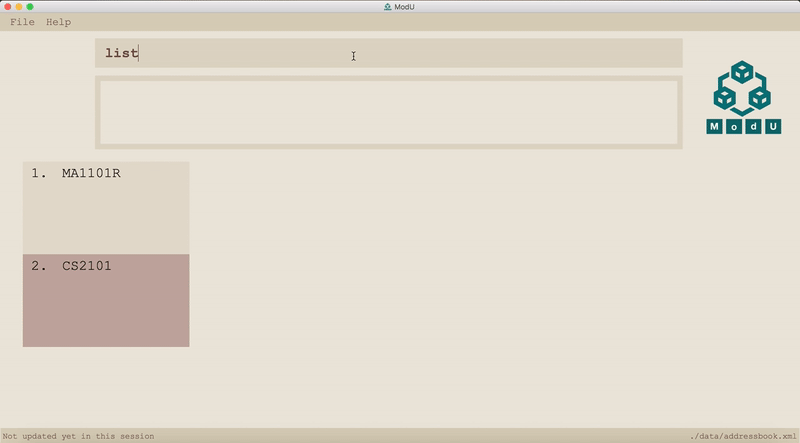 ModU
File Help
list
M o d U
1. MA1101R
2. CS2101
Not updated yet in this session
./data/addressbook.xml